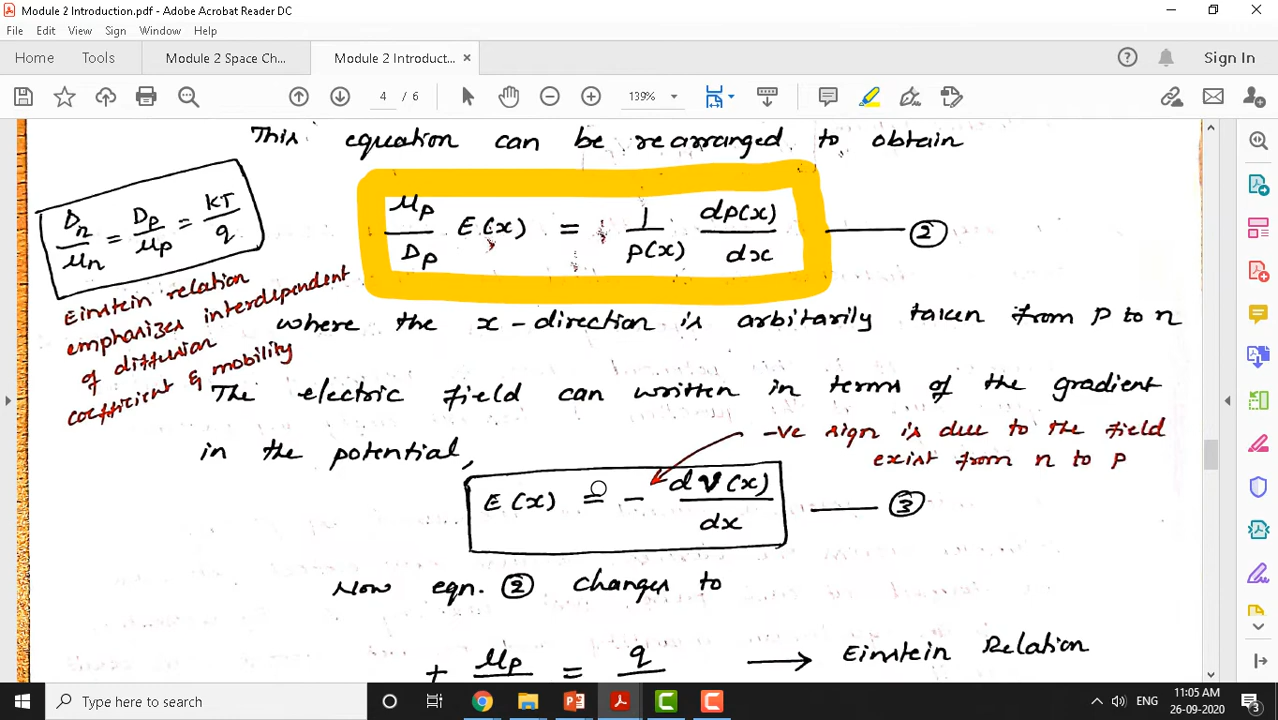 Module 2 Introduction.pdf - Adobe Acrobat Reader DC
File Edit View Sign Window Help
Home Tools Module 2 Space Ch... Module 2 Introduct... × Sign In
4 / 6 139%
This equation can be rearranged to obtain
Dn/μn = Dp/μp = KT/q
μp/Dp E(x) = 1/P(x) dP(x)/dx —— ②
Einstein relation
emphasizes interdependent
of diffusion
coefficient & mobility
where the x-direction is arbitarily taken from P to n
The electric field can written in terms of the gradient
in the potential,
-ve sign is due to the field
exist from n to P
E(x) = - dV(x)/dx —— ③
Now eqn. ② changes to
+ μp = q → Einstein Relation
Type here to search
ENG
11:05 AM
26-09-2020
3